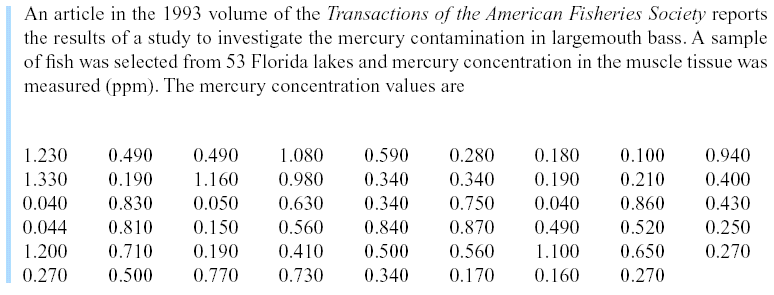 An article in the 1993 volume of the Transactions of the American Fisheries Society reports
the results of a study to investigate the mercury contamination in largemouth bass. A sample
of fish was selected from 53 Florida lakes and mercury concentration in the muscle tissue was
measured (ppm). The mercury concentration values are
1.230 0.490 0.490 1.080 0.590 0.280 0.180 0.100 0.940
1.330 0.190 1.160 0.980 0.340 0.340 0.190 0.210 0.400
0.040 0.830 0.050 0.630 0.340 0.750 0.040 0.860 0.430
0.044 0.810 0.150 0.560 0.840 0.870 0.490 0.520 0.250
1.200 0.710 0.190 0.410 0.500 0.560 1.100 0.650 0.270
0.270 0.500 0.770 0.730 0.340 0.170 0.160 0.270